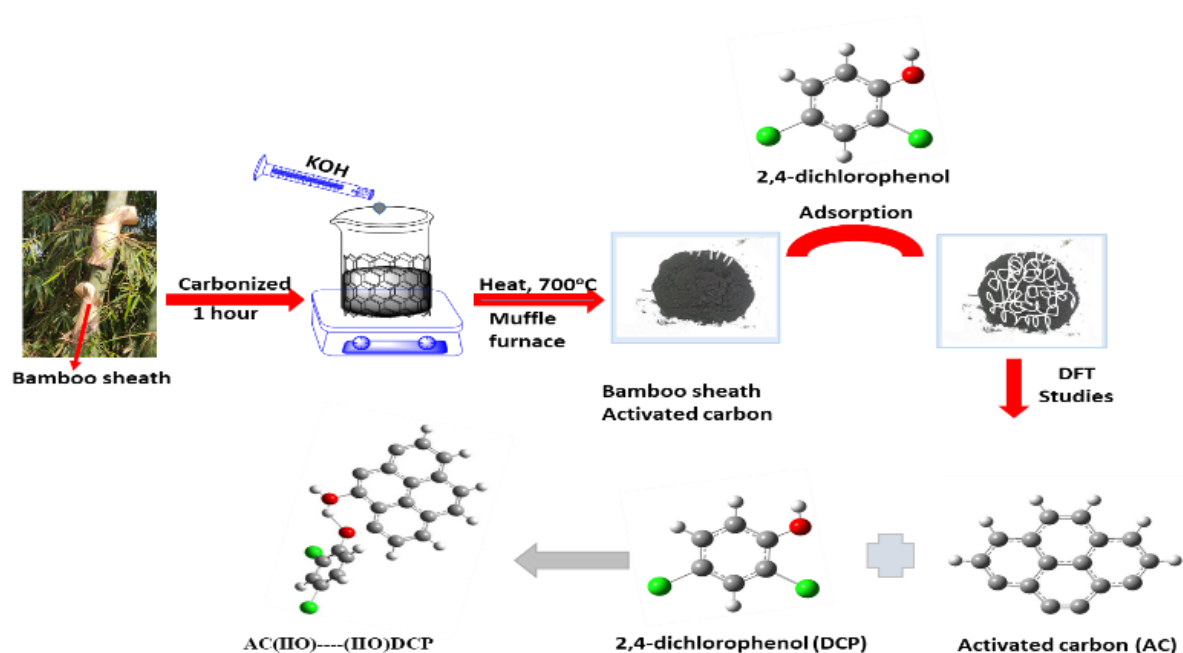 2,4-dichlorophenol
KOH
Adsorption
Carbonized
1 hour
Heat, 700°C
Muffle
furnace
Bamboo sheath
Bamboo sheath
Activated carbon
DFT
Studies
AC(HO)----(HO)DCP
2,4-dichlorophenol (DCP)
Activated carbon (AC)